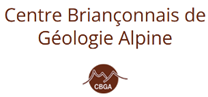 Centre Briançonnais de
Géologie Alpine
CBGA